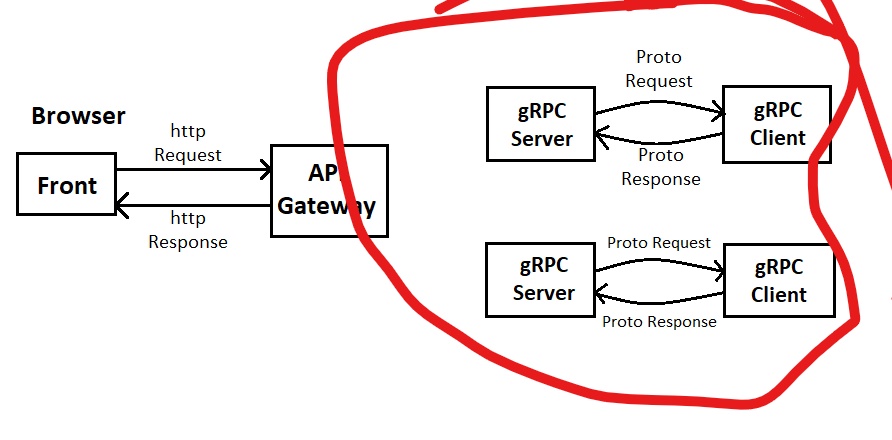 Browser
Front
http
Request
http
Response
API
Gateway
gRPC
Server
Proto
Request
Proto
Response
gRPC
Client
gRPC
Server
Proto Request
Proto Response
gRPC
Client